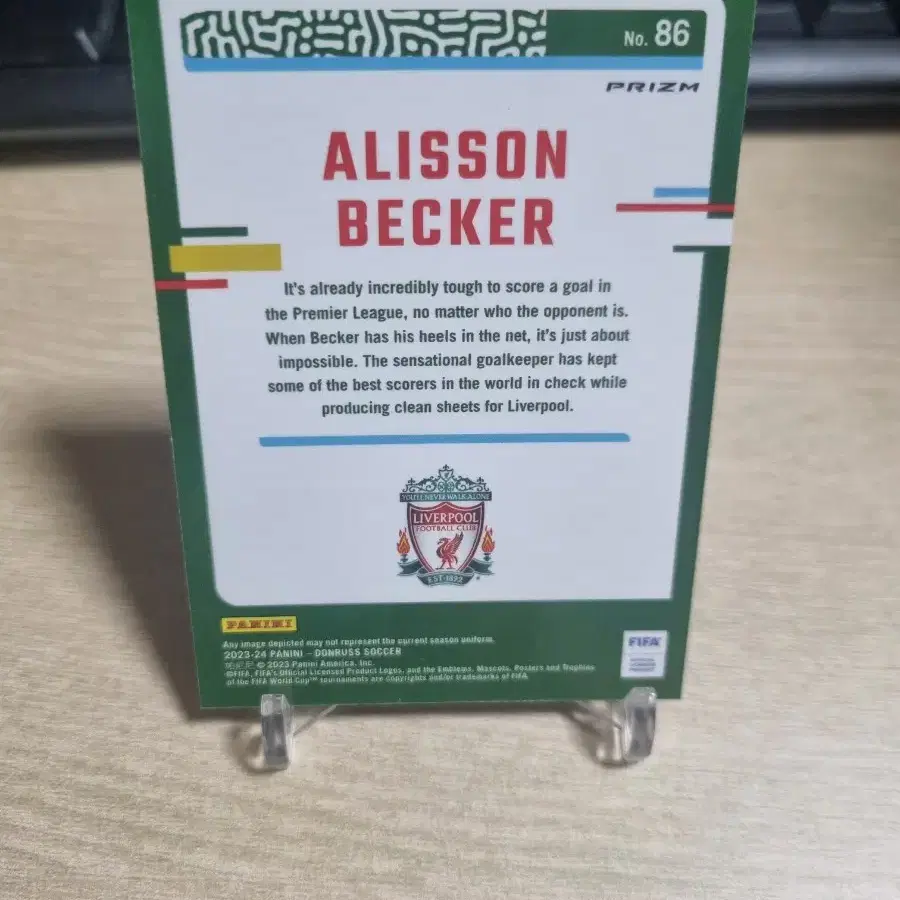 No. 86
PRIZM
ALISSON
BECKER
It's already incredibly tough to score a goal in
the Premier League, no matter who the opponent is.
When Becker has his heels in the net, it's just about
impossible. The sensational goalkeeper has kept
some of the best scorers in the world in check while
producing clean sheets for Liverpool.
YOU'LL NEVER WALK ALONE
LIVERPOOL
FOOTBALL CLUB
EST·1892
PANINI
Any image depicted may not represent the current season uniform.
2023-24 PANINI – DONRUSS SOCCER
© 2023 Panini America, Inc.
©FIFA, FIFA's Official Licensed Product Logos, and the Emblems, Mascots, Posters and Trophies
of the FIFA World Cup™ tournaments are copyrights and/or trademarks of FIFA.
FIFA
OFFICIAL
LICENSED
PRODUCT